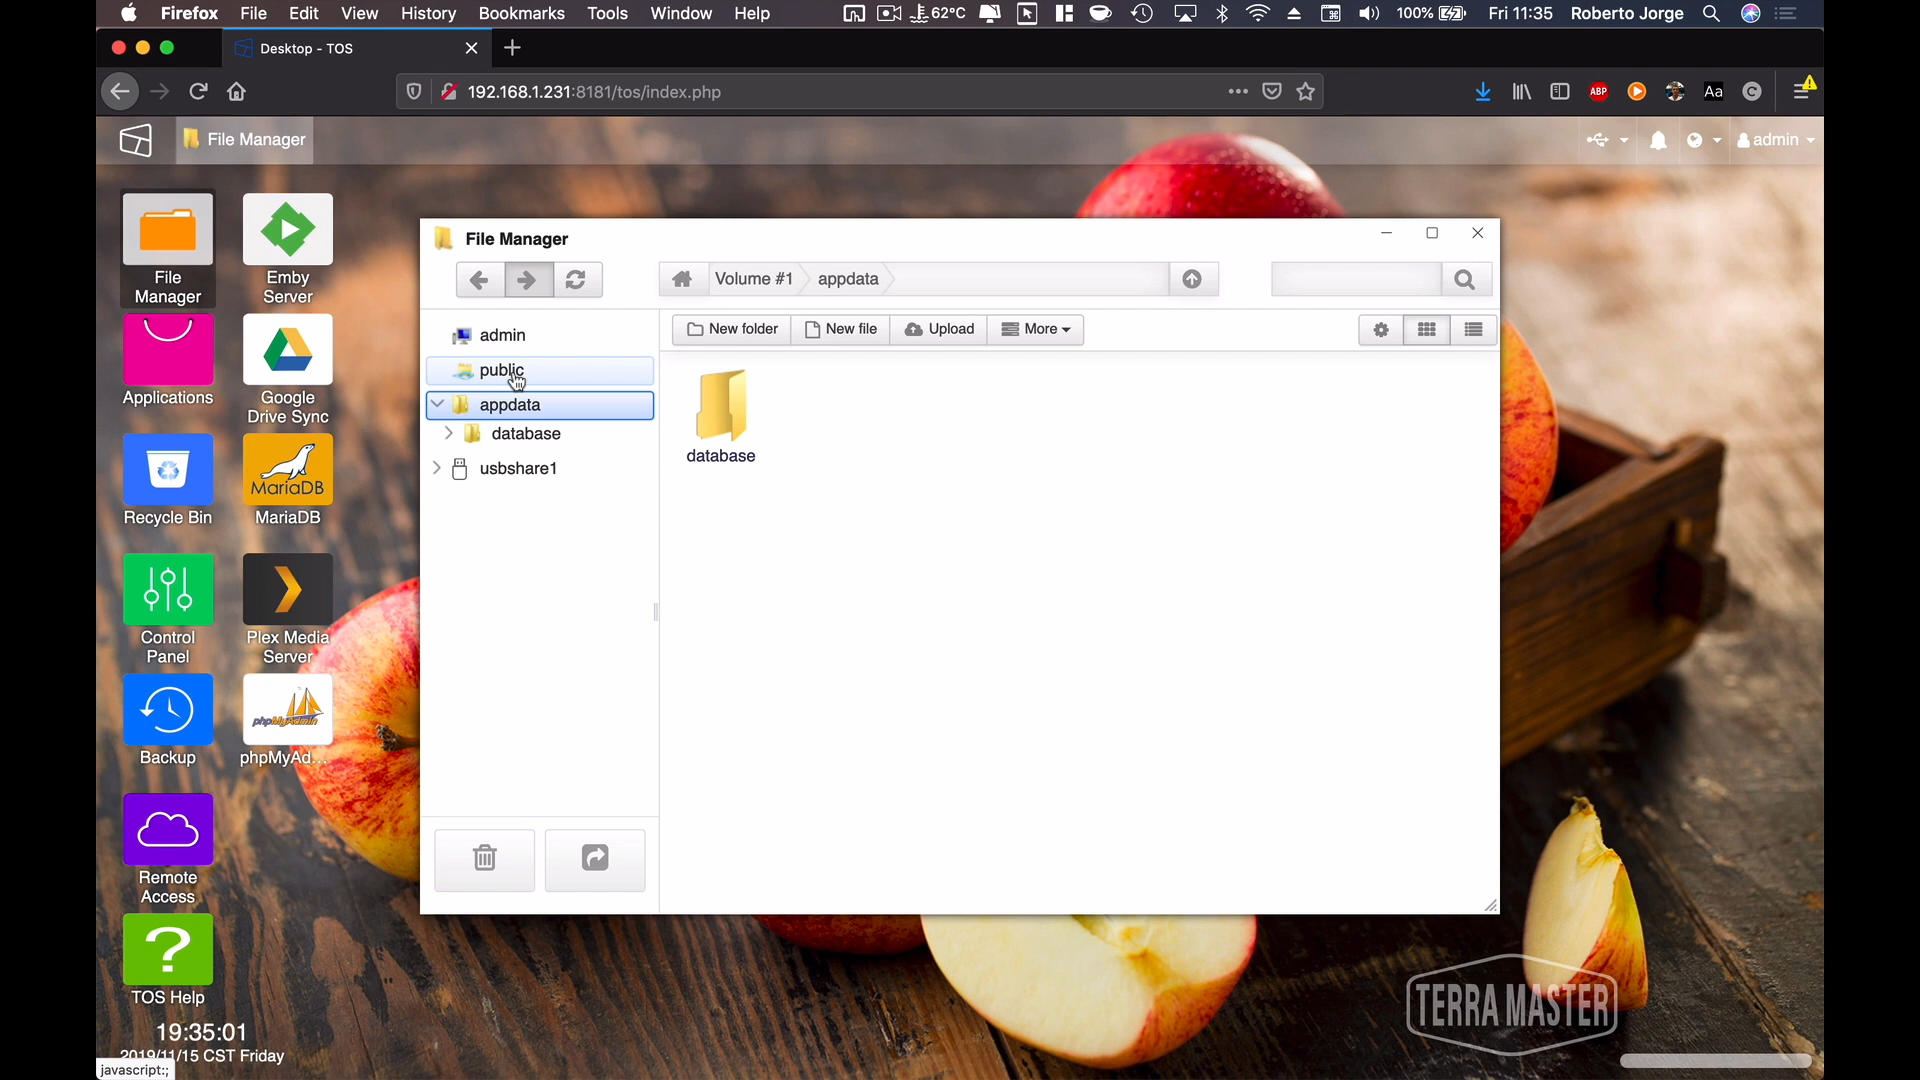 Firefox File Edit View History Bookmarks Tools Window Help 62°C 100% Fri 11:35 Roberto Jorge
Desktop - TOS
192.168.1.231:8181/tos/index.php
ABP Aa C
File Manager
admin
File Manager
Emby Server
Applications
Google Drive Sync
Recycle Bin
MariaDB
MariaDB
Control Panel
Plex Media Server
Backup
phpMyAdmin
phpMyAd...
Remote Access
?
TOS Help
19:35:01
2019/11/15 CST Friday
javascript:;
File Manager
Volume #1 appdata
admin
public
appdata
database
usbshare1
New folder New file Upload More
database
TERRA MASTER